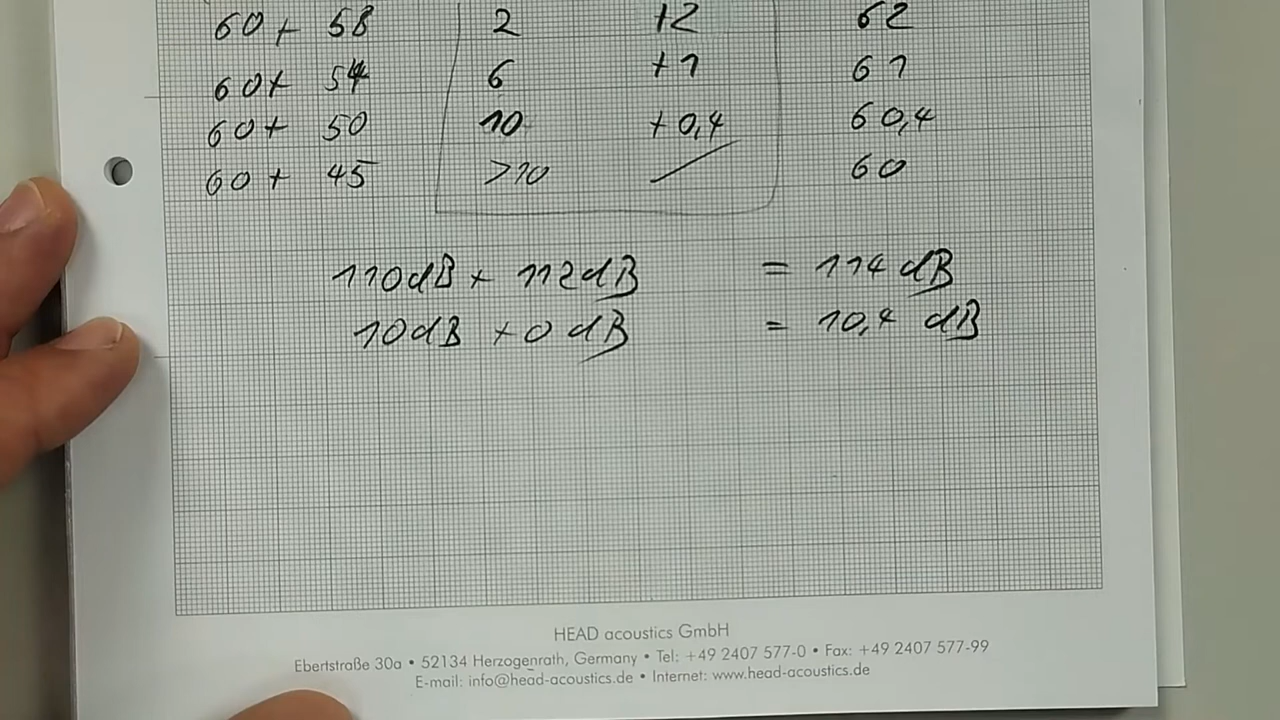 60 + 58 2 +2 62
60 + 54 6 +1 61
60 + 50 10 +0,4 60,4
60 + 45 >10 60
110 dB + 112 dB = 114 dB
10 dB + 0 dB = 10,4 dB
HEAD acoustics GmbH
Ebertstraße 30a • 52134 Herzogenrath, Germany • Tel: +49 2407 577-0 • Fax: +49 2407 577-99
E-mail: info@head-acoustics.de • Internet: www.head-acoustics.de